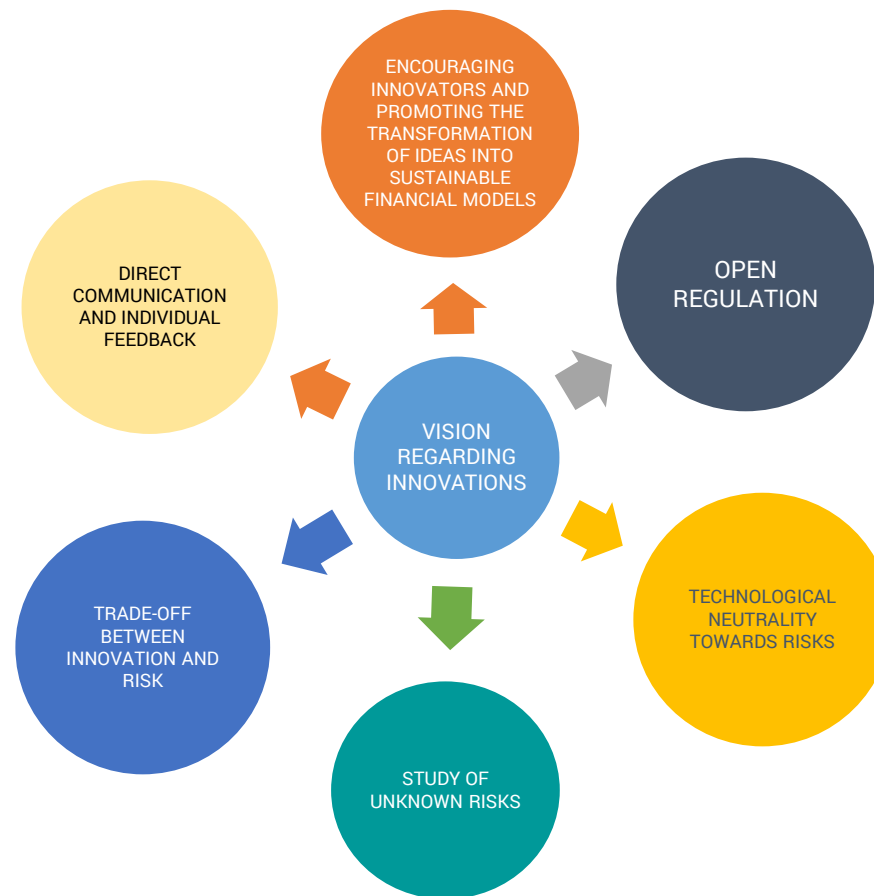 ENCOURAGING
INNOVATORS AND
PROMOTING THE
TRANSFORMATION
OF IDEAS INTO
SUSTAINABLE
FINANCIAL MODELS
OPEN
REGULATION
DIRECT
COMMUNICATION
AND INDIVIDUAL
FEEDBACK
VISION
REGARDING
INNOVATIONS
TECHNOLOGICAL
NEUTRALITY
TOWARDS RISKS
TRADE-OFF
BETWEEN
INNOVATION AND
RISK
STUDY OF
UNKNOWN RISKS